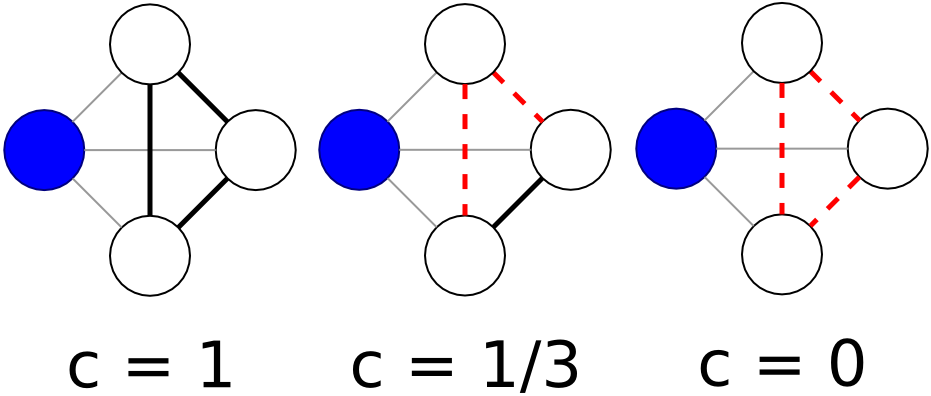 c = 1 c = 1/3 c = 0